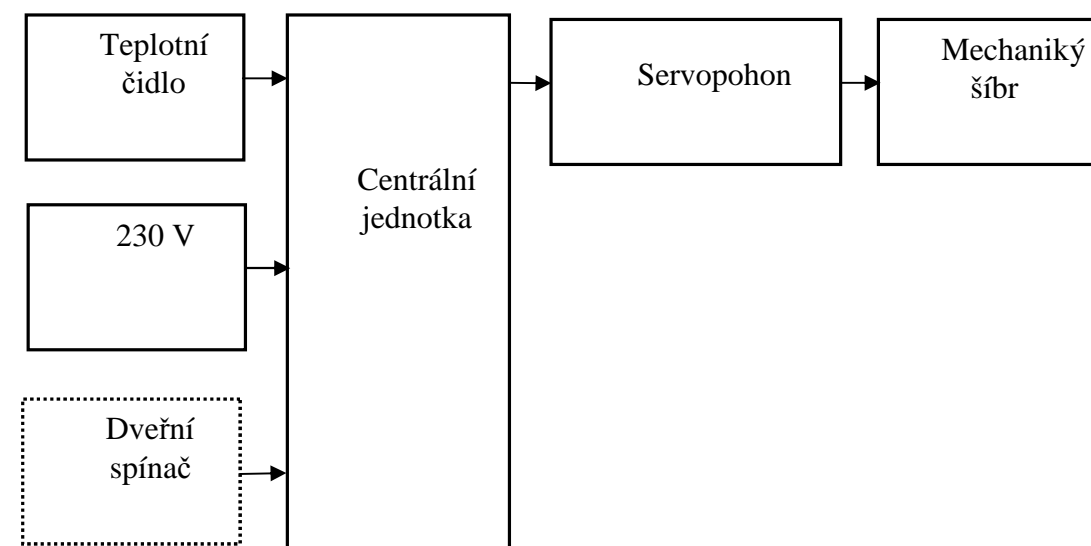 Teplotní
čidlo
230 V
Dveřní
spínač
Centrální
jednotka
Servopohon
Mechaniký
šíbr